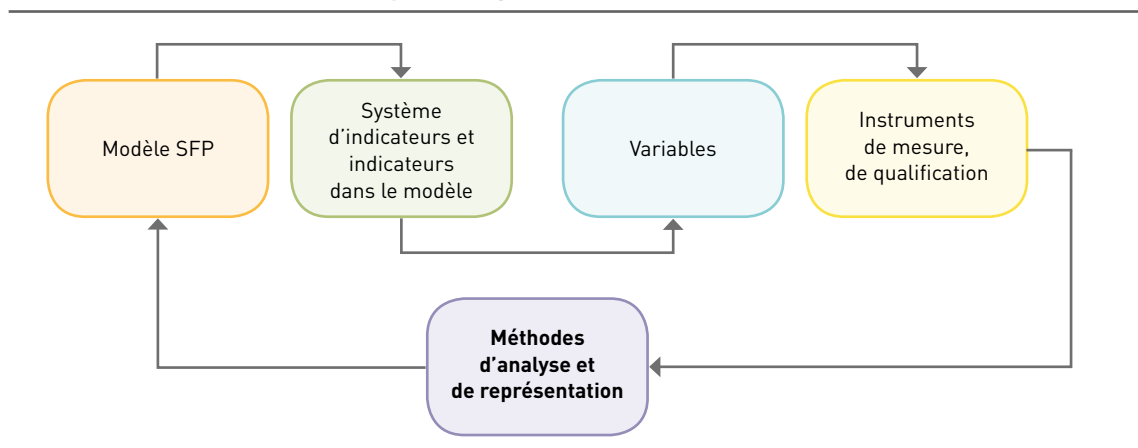 Modèle SFP
Système
d'indicateurs et
indicateurs
dans le modèle
Variables
Instruments
de mesure,
de qualification
Méthodes
d'analyse et
de représentation